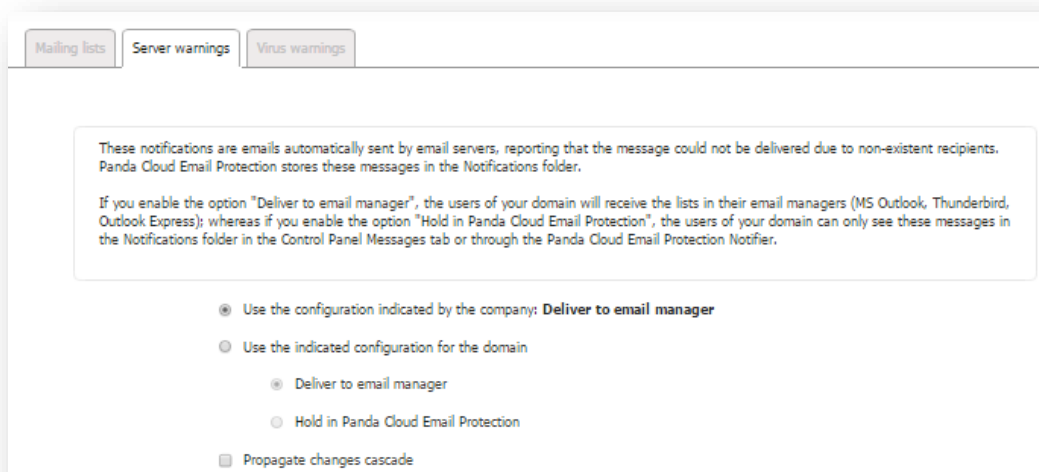 Mailing lists
Server warnings
Virus warnings
These notifications are emails automatically sent by email servers, reporting that the message could not be delivered due to non-existent recipients.
Panda Cloud Email Protection stores these messages in the Notifications folder.
If you enable the option "Deliver to email manager", the users of your domain will receive the lists in their email managers (MS Outlook, Thunderbird,
Outlook Express); whereas if you enable the option "Hold in Panda Cloud Email Protection", the users of your domain can only see these messages in
the Notifications folder in the Control Panel Messages tab or through the Panda Cloud Email Protection Notifier.
Use the configuration indicated by the company: Deliver to email manager
Use the indicated configuration for the domain
Deliver to email manager
Hold in Panda Cloud Email Protection
Propagate changes cascade